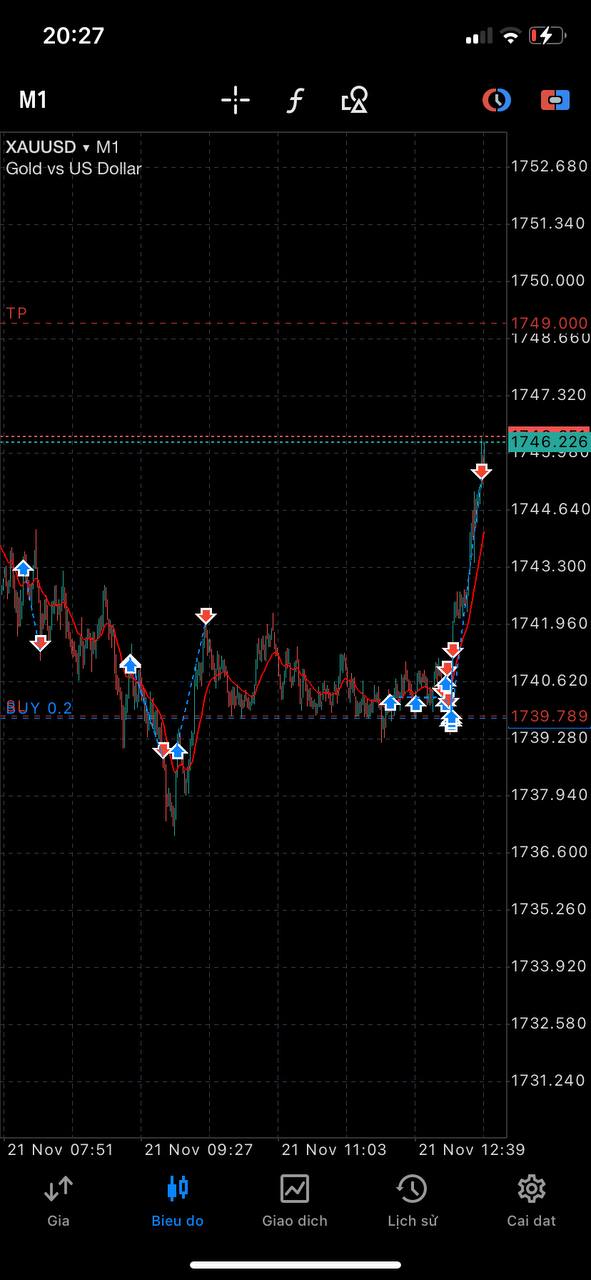 20:27
M1
XAUUSD ▾ M1
Gold vs US Dollar
1752.680
1751.340
1750.000
TP
1749.000
1748.660
1747.320
1746.226
1745.980
1744.640
1743.300
1741.960
1740.620
BUY 0.2
1739.789
1739.280
1737.940
1736.600
1735.260
1733.920
1732.580
1731.240
21 Nov 07:51
21 Nov 09:27
21 Nov 11:03
21 Nov 12:39
Gia
Bieu do
Giao dich
Lịch sử
Cai dat